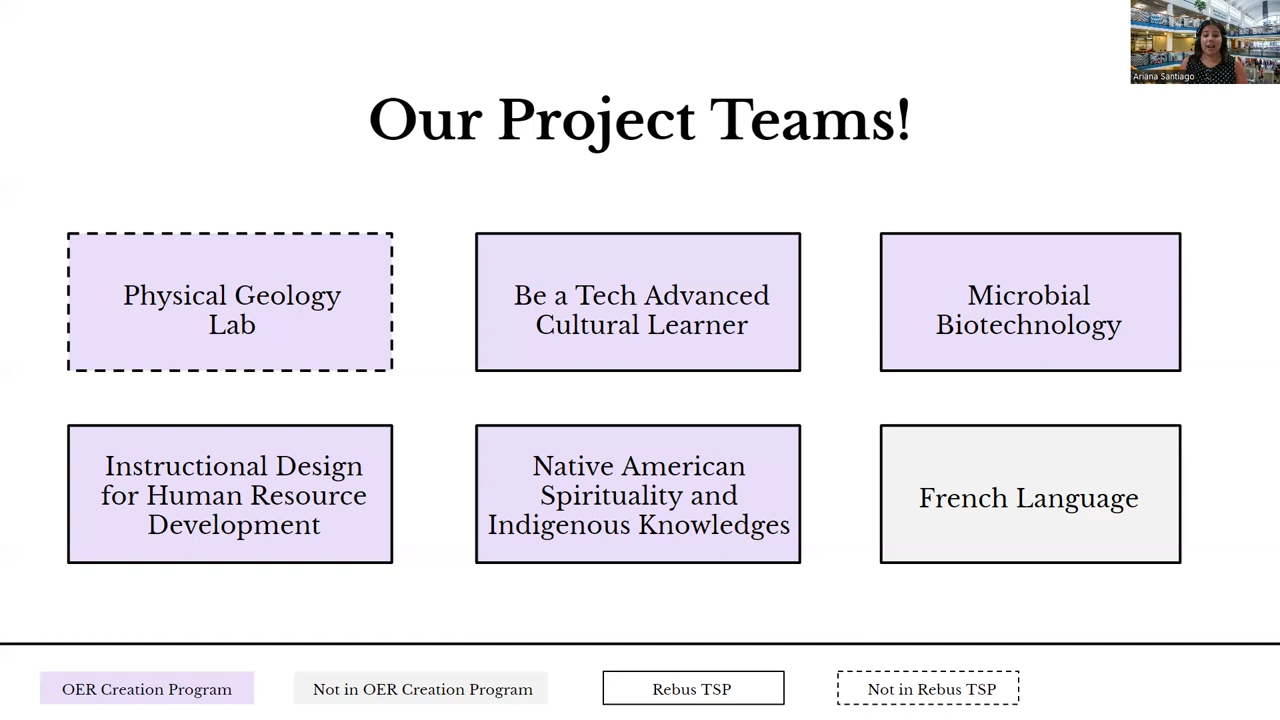 Ariana Santiago
Our Project Teams!
Physical Geology
Lab
Be a Tech Advanced
Cultural Learner
Microbial
Biotechnology
Instructional Design
for Human Resource
Development
Native American
Spirituality and
Indigenous Knowledges
French Language
OER Creation Program
Not in OER Creation Program
Rebus TSP
Not in Rebus TSP